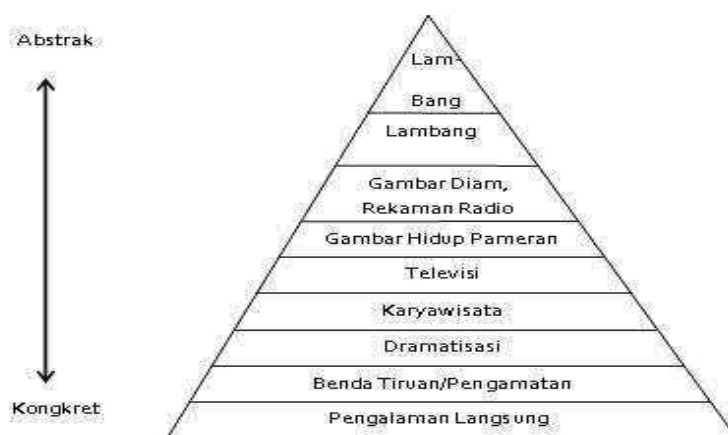 Abstrak
Lam-
Bang
Lambang
Gambar Diam,
Rekaman Radio
Gambar Hidup Pameran
Televisi
Karyawisata
Dramatisasi
Benda Tiruan/Pengamatan
Kongkret
Pengalaman Langsung